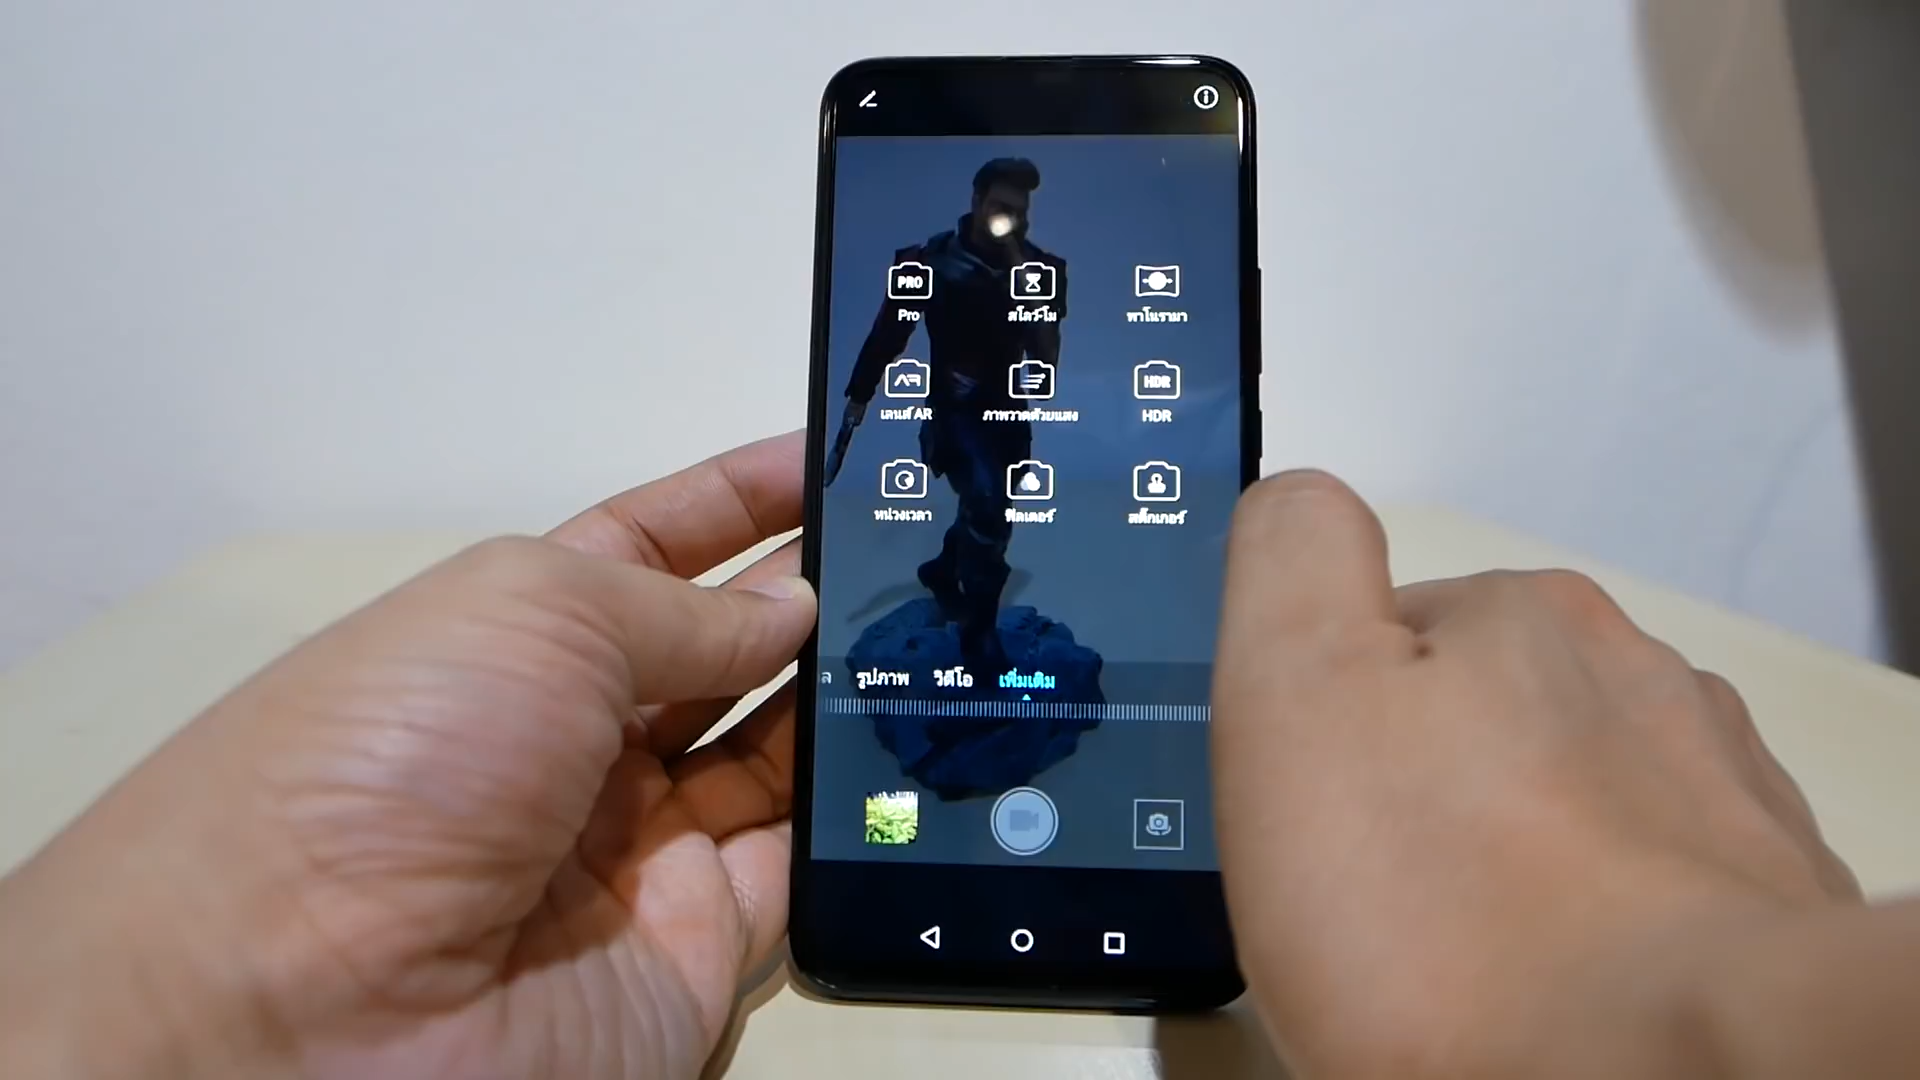 PRO
Pro
สโลว์-โม
พาโนรามา
AR
เลนส์ AR
ภาพวาดด้วยแสง
HDR
HDR
หน่วงเวลา
ฟิลเตอร์
สติ๊กเกอร์
ล รูปภาพ วิดีโอ เพิ่มเติม